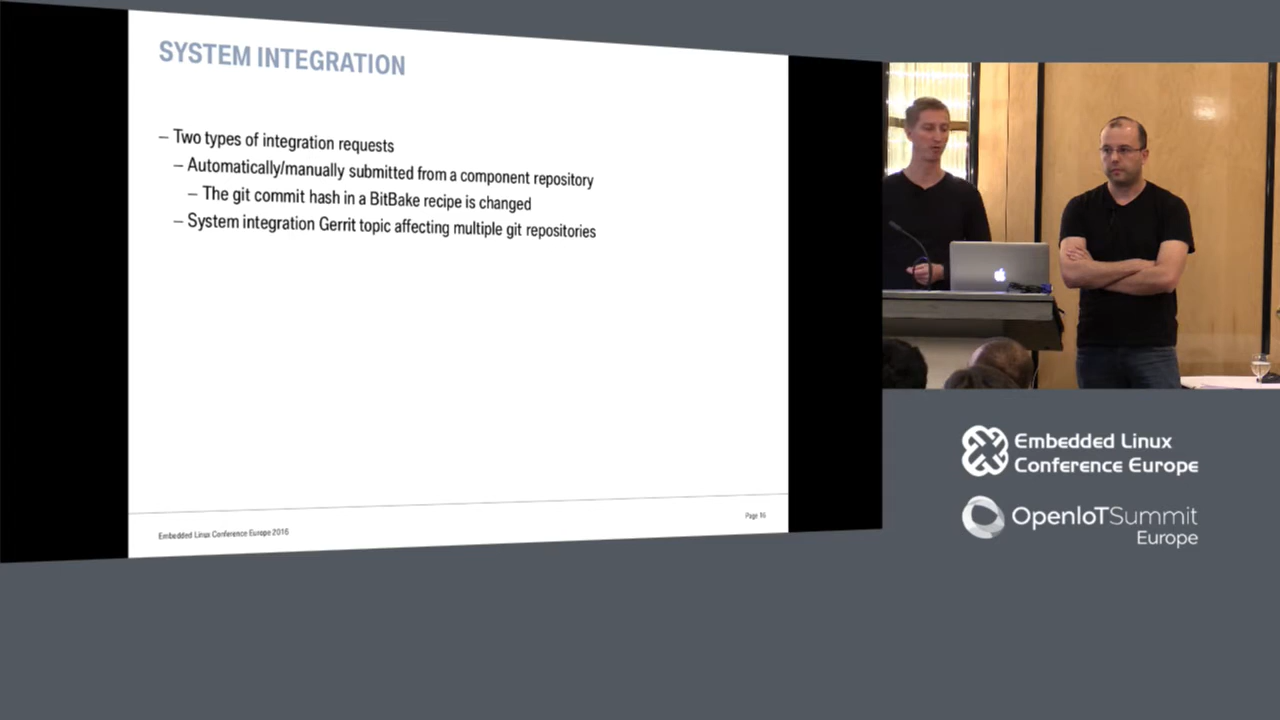 SYSTEM INTEGRATION
– Two types of integration requests
– Automatically/manually submitted from a component repository
– The git commit hash in a BitBake recipe is changed
– System integration Gerrit topic affecting multiple git repositories
Embedded Linux Conference Europe 2016
Page 16
Embedded Linux
Conference Europe
OpenIoTSummit
Europe